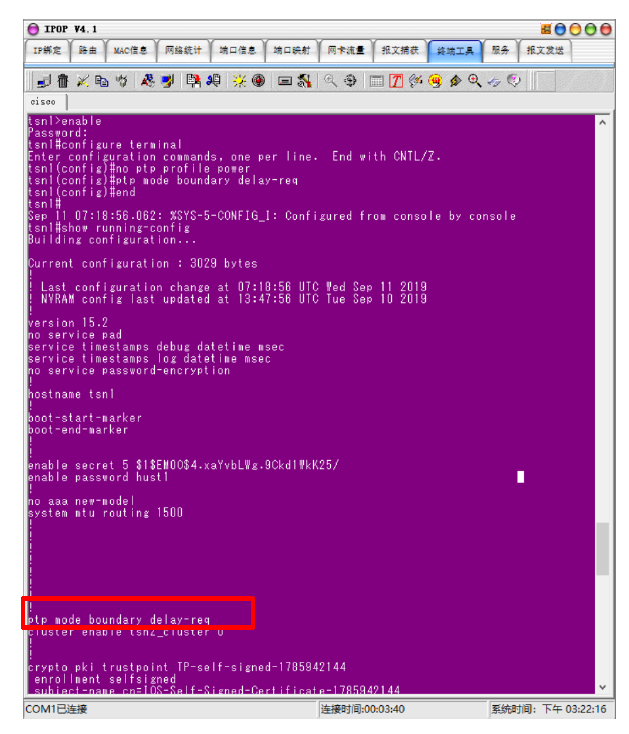 IPOP V4.1
IP绑定 路由 MAC信息 网络统计 端口信息 端口映射 网卡流量 报文捕获 终端工具 服务 报文发送
cisco
tsn1>enable
Password:
tsn1#configure terminal
Enter configuration commands, one per line.  End with CNTL/Z.
tsn1(config)#no ptp profile power
tsn1(config)#ptp mode boundary delay-req
tsn1(config)#end
tsn1#
Sep 11 07:18:56.062: %SYS-5-CONFIG_I: Configured from console by console
tsn1#show running-config
Building configuration...
Current configuration : 3029 bytes
!
! Last configuration change at 07:18:56 UTC Wed Sep 11 2019
! NVRAM config last updated at 13:47:56 UTC Tue Sep 10 2019
!
version 15.2
no service pad
service timestamps debug datetime msec
service timestamps log datetime msec
no service password-encryption
!
hostname tsn1
!
boot-start-marker
boot-end-marker
!
!
enable secret 5 $1$EMOO$4.xaYvbLWg.9Ckd1WkK25/
enable password hust1
!
no aaa new-model
system mtu routing 1500
!
!
!
!
!
!
!
ptp mode boundary delay-req
cluster enable tsn2_cluster 0
!
!
crypto pki trustpoint TP-self-signed-1785942144
 enrollment selfsigned
 subject-name cn=IOS-Self-Signed-Certificate-1785942144
COM1已连接 连接时间:00:03:40 系统时间: 下午 03:22:16